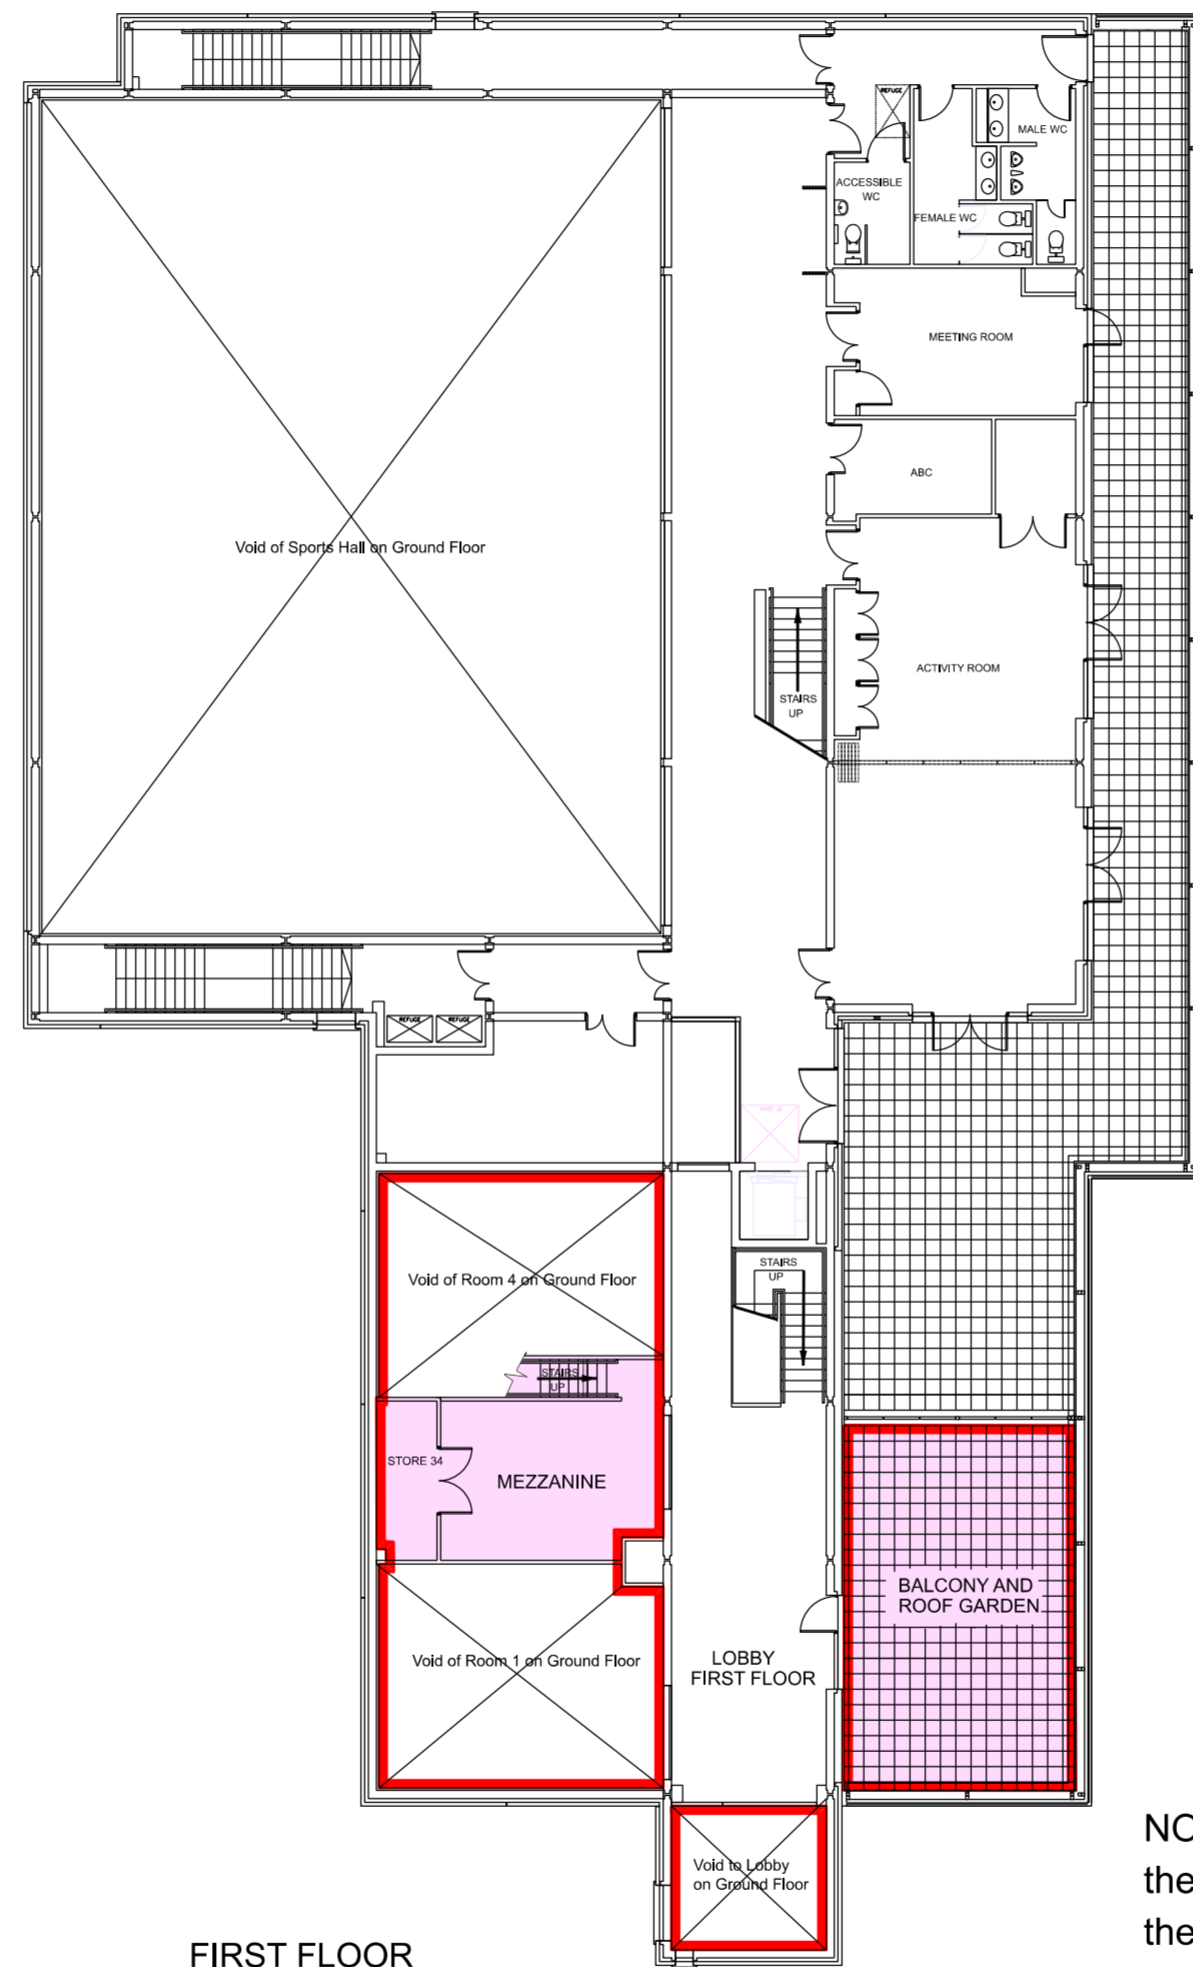 REFUGE
MALE WC
ACCESSIBLE
WC
FEMALE WC
MEETING ROOM
ABC
Void of Sports Hall on Ground Floor
ACTIVITY ROOM
STAIRS
UP
REFUGE
REFUGE
STAIRS
UP
Void of Room 4 on Ground Floor
STAIRS
UP
STORE 34
MEZZANINE
BALCONY AND
ROOF GARDEN
Void of Room 1 on Ground Floor
LOBBY
FIRST FLOOR
NO
the
the
Void to Lobby
on Ground Floor
FIRST FLOOR